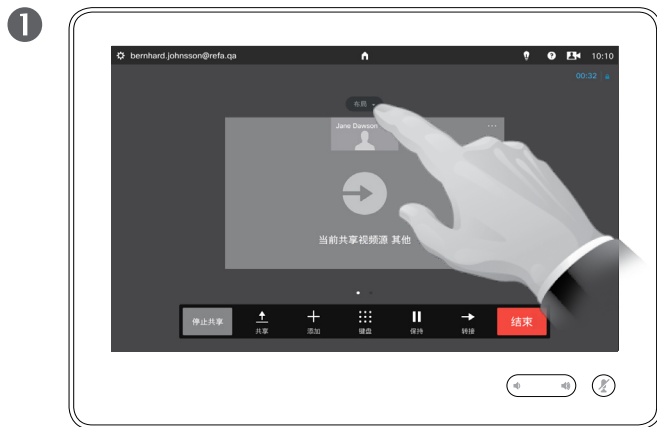 1
bernhard.johnsson@refa.qa
10:10
00:32
布局
Jane Dawson
当前共享视频源 其他
停止共享
共享
添加
键盘
保持
转接
结束